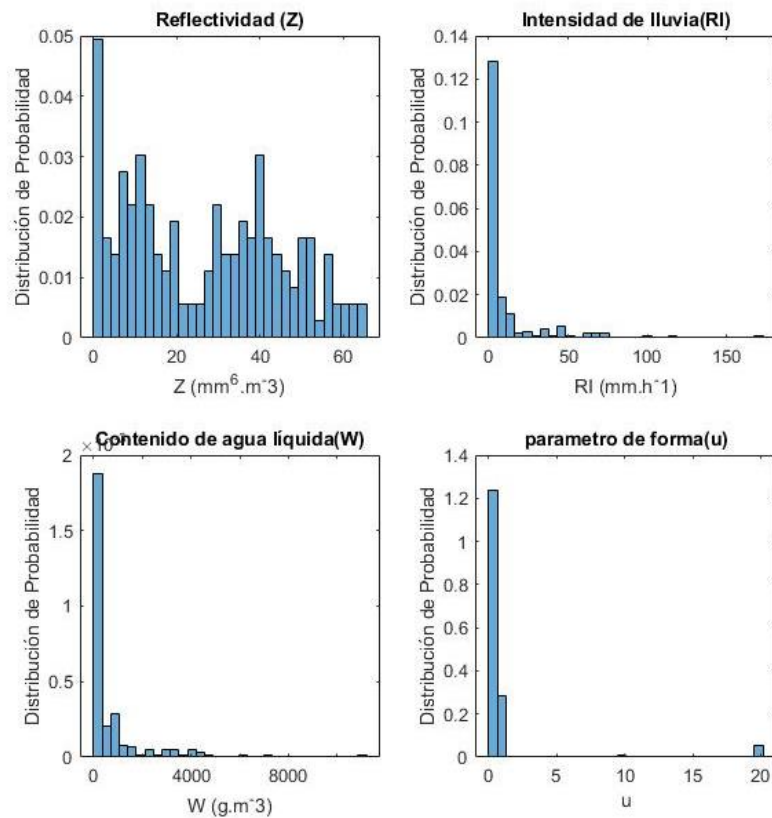 Reflectividad (Z)
Distribución de Probabilidad
0.05
0.04
0.03
0.02
0.01
0
0 20 40 60
Z (mm^6.m-3)
Intensidad de lluvia(RI)
Distribución de Probabilidad
0.14
0.12
0.1
0.08
0.06
0.04
0.02
0
0 50 100 150
RI (mm.h-1)
Contenido de agua líquida(W)
Distribución de Probabilidad
2
1.5
1
0.5
0
0 4000 8000
W (g.m-3)
parametro de forma(u)
Distribución de Probabilidad
1.4
1.2
1
0.8
0.6
0.4
0.2
0
0 5 10 15 20
u